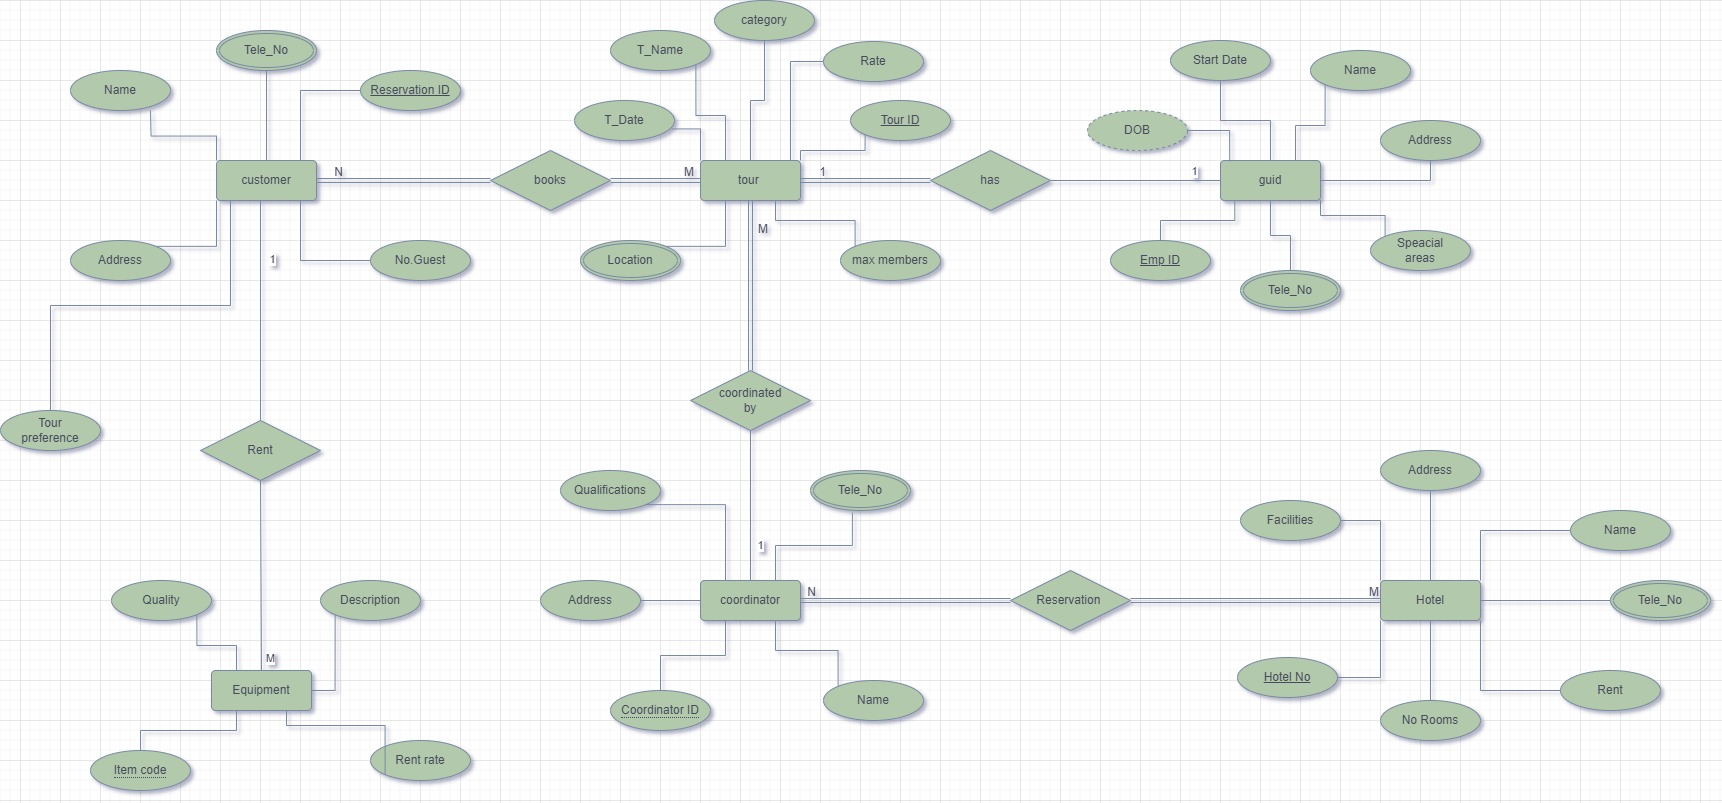 category
Tele_No
T_Name
Start Date
Rate
Name
Name
Reservation ID
T_Date
Tour ID
DOB
Address
customer
N
books
M
tour
1
has
1
guid
M
Address
1
No.Guest
Location
max members
Emp ID
Tele_No
Speacial
areas
coordinated
by
Tour
preference
Rent
Qualifications
Tele_No
Address
Facilities
Name
1
Quality
Description
Address
coordinator
N
Reservation
M
Hotel
Tele_No
M
Equipment
Coordinator ID
Name
Hotel No
Rent
No Rooms
Item code
Rent rate